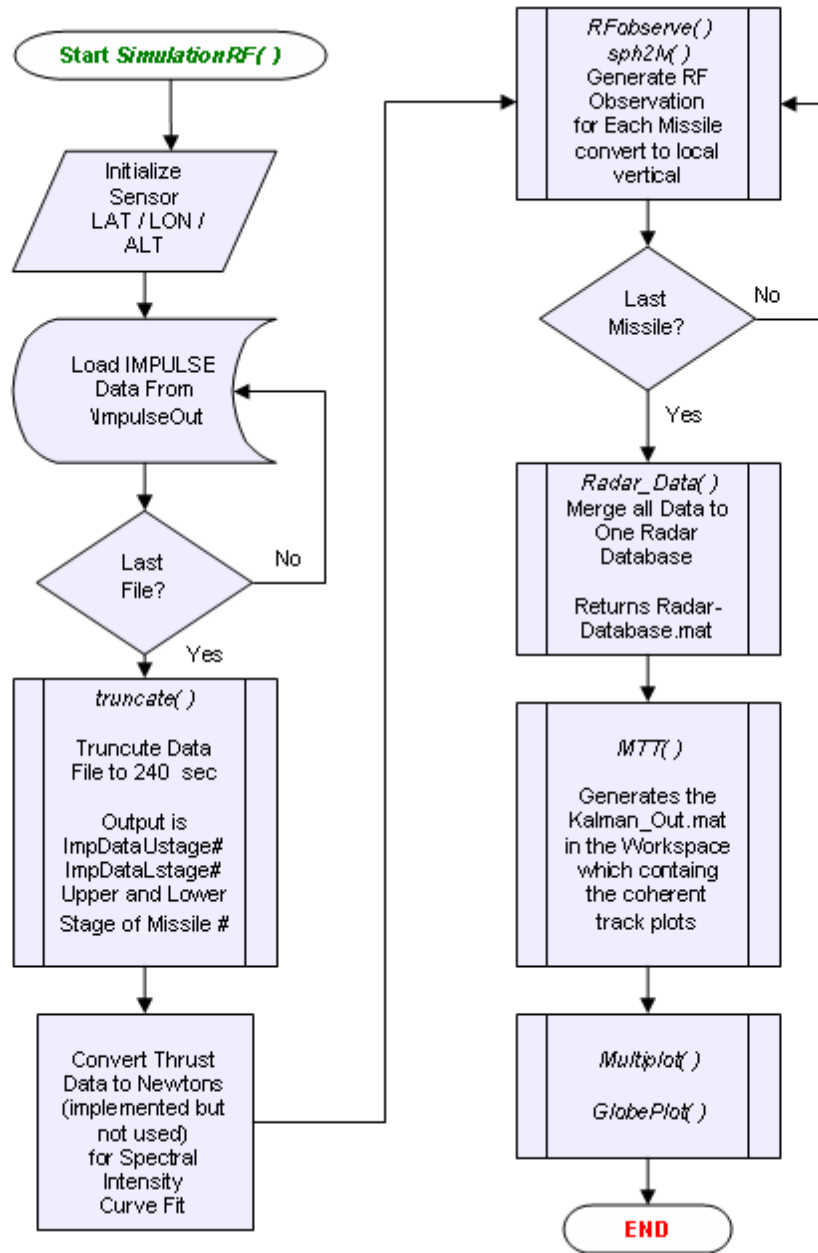 Start SimulationRF( )
Initialize
Sensor
LAT / LON /
ALT
Load IMPULSE
Data From
\ImpulseOut
Last
File?
No
Yes
truncate( )
Truncute Data
File to 240 sec
Output is
ImpDataUstage#
ImpDataLstage#
Upper and Lower
Stage of Missile #
Convert Thrust
Data to Newtons
(implemented but
not used)
for Spectral
Intensity
Curve Fit
RFobserve( )
sph2lv( )
Generate RF
Observation
for Each Missile
convert to local
vertical
Last
Missile?
No
Yes
Radar_Data( )
Merge all Data to
One Radar
Database
Returns Radar-
Database.mat
MTT( )
Generates the
Kalman_Out.mat
in the Workspace
which containg
the coherent
track plots
Multiplot( )
GlobePlot( )
END